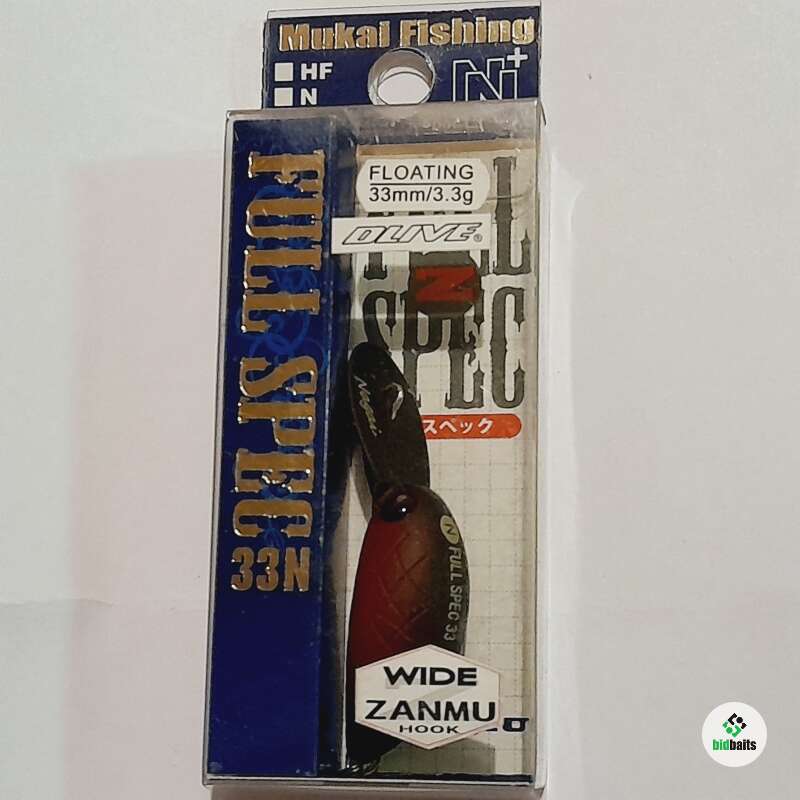 Mukai Fishing
HF
N
N+
FULL SPEC 33N
FLOATING
33mm/3.3g
OLIVE®
N
SPEC
スペック
N FULL SPEC 33
WIDE
ZANMU
HOOK
bidbaits